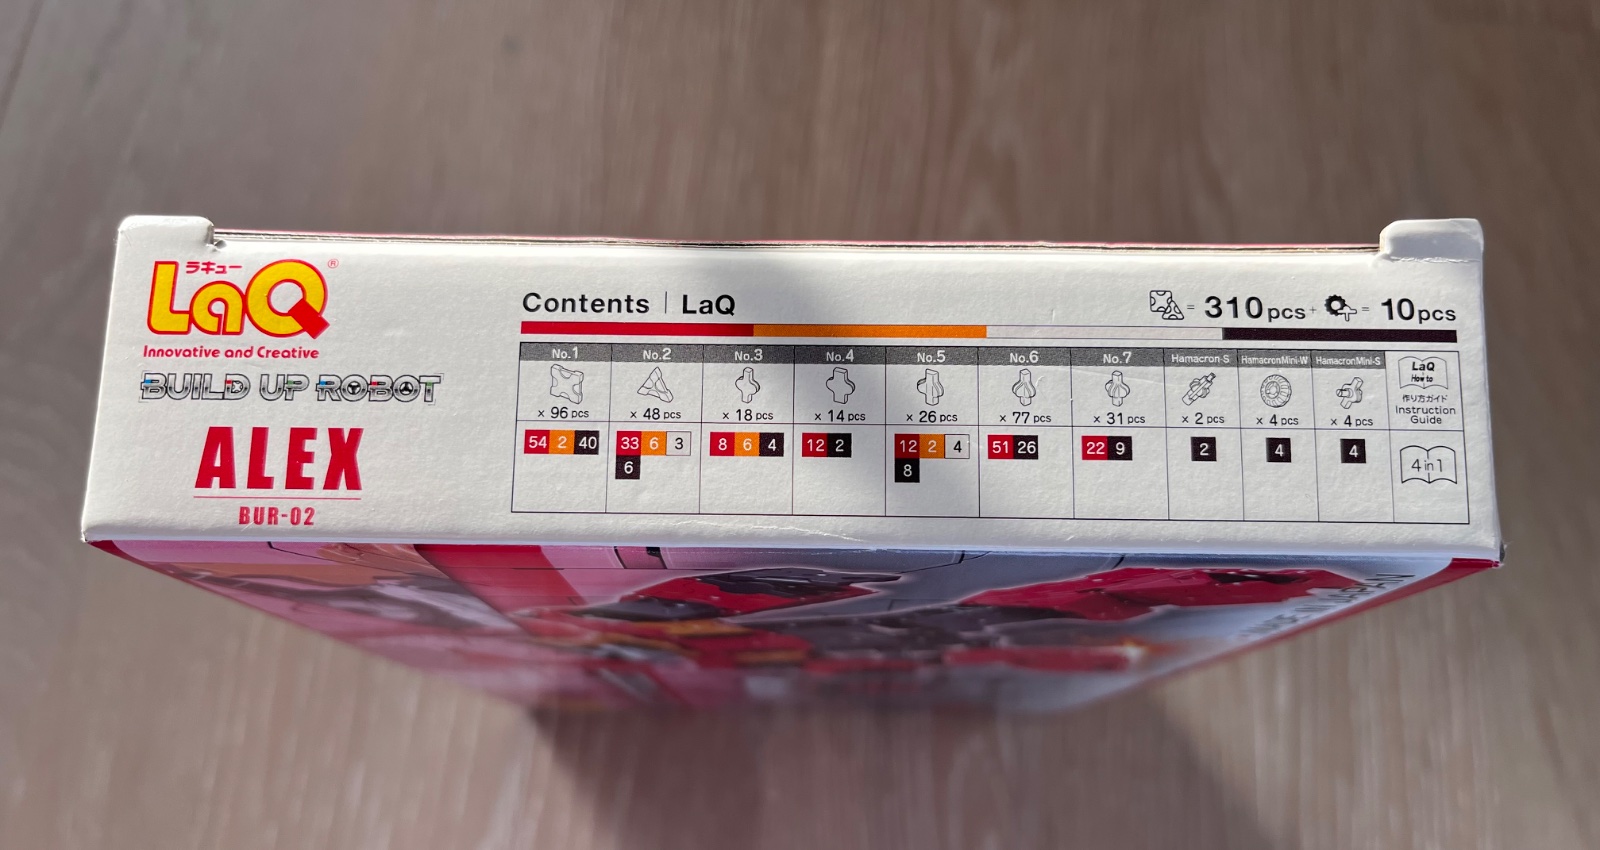 ラキュー
LaQ®
Innovative and Creative
BUILD UP ROBOT
ALEX
BUR-02
Contents | LaQ
= 310pcs + = 10pcs
No.1 No.2 No.3 No.4 No.5 No.6 No.7 Hamacron-S HamacronMini-W HamacronMini-S
× 96 pcs × 48 pcs × 18 pcs × 14 pcs × 26 pcs × 77 pcs × 31 pcs × 2 pcs × 4 pcs × 4 pcs
LaQ
How to
作り方ガイド
Instruction
Guide
54 2 40 33 6 3 8 6 4 12 2 12 2 4 51 26 22 9 2 4 4
6 8
4 in 1
JAPAN